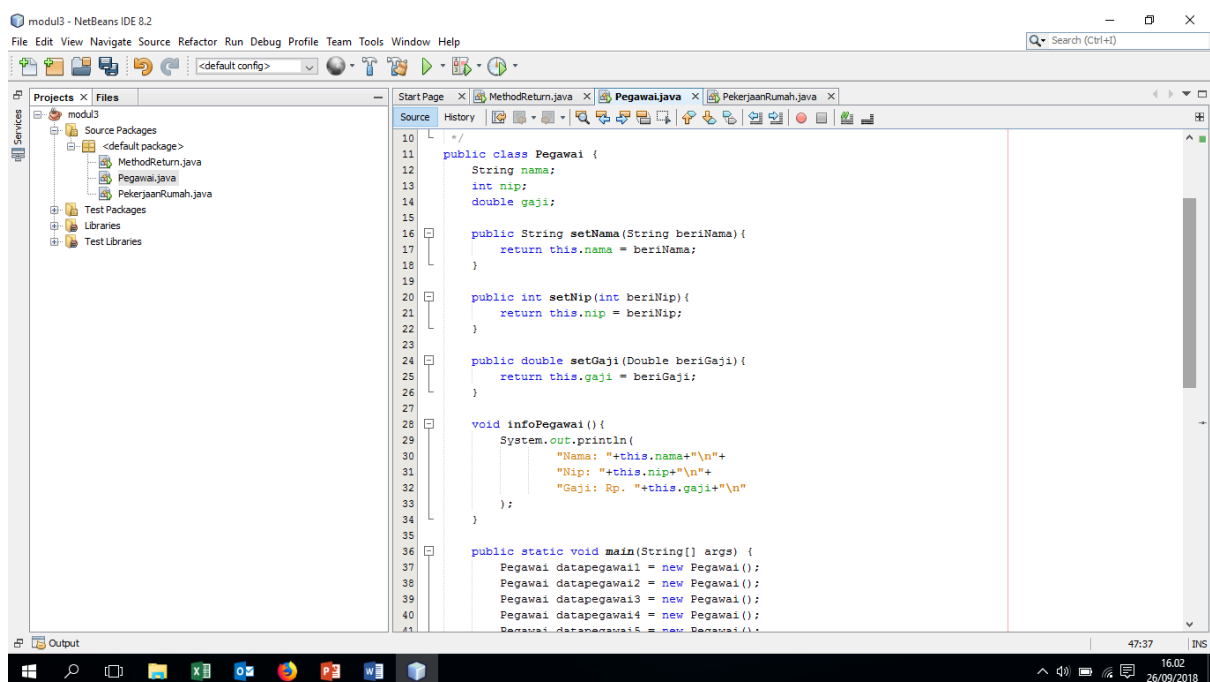 modul3 - NetBeans IDE 8.2
File Edit View Navigate Source Refactor Run Debug Profile Team Tools Window Help
Search (Ctrl+I)
<default config>
Projects Files
Services
modul3
Source Packages
<default package>
MethodReturn.java
Pegawai.java
PekerjaanRumah.java
Test Packages
Libraries
Test Libraries
Start Page MethodReturn.java Pegawai.java PekerjaanRumah.java
Source History
10 */
11 public class Pegawai {
12 String nama;
13 int nip;
14 double gaji;
15
16 public String setNama(String beriNama){
17 return this.nama = beriNama;
18 }
19
20 public int setNip(int beriNip){
21 return this.nip = beriNip;
22 }
23
24 public double setGaji(Double beriGaji){
25 return this.gaji = beriGaji;
26 }
27
28 void infoPegawai(){
29 System.out.println(
30 "Nama: "+this.nama+"\n"+
31 "Nip: "+this.nip+"\n"+
32 "Gaji: Rp. "+this.gaji+"\n"
33 );
34 }
35
36 public static void main(String[] args) {
37 Pegawai datapegawai1 = new Pegawai();
38 Pegawai datapegawai2 = new Pegawai();
39 Pegawai datapegawai3 = new Pegawai();
40 Pegawai datapegawai4 = new Pegawai();
41 Pegawai datapegawai5 = new Pegawai();
Output
47:37 INS
16.02
26/09/2018